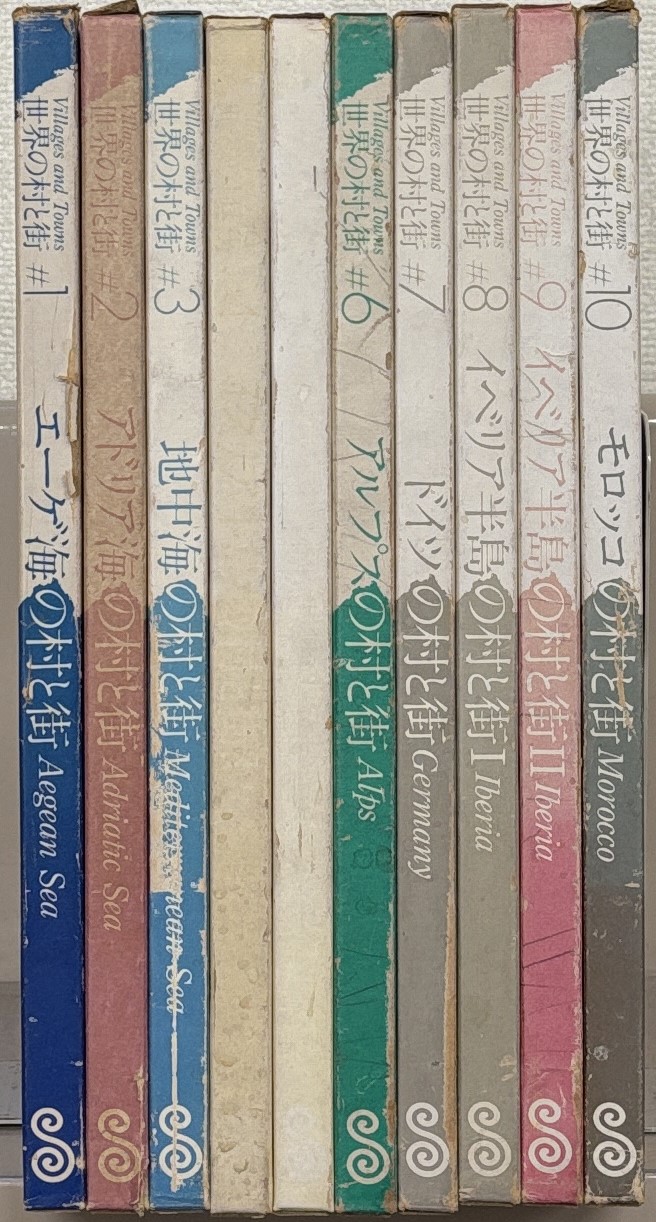 Villages and Towns
世界の村と街 #1
エーゲ海の村と街 Aegean Sea
Villages and Towns
世界の村と街 #2
アドリア海の村と街 Adriatic Sea
Villages and Towns
世界の村と街 #3
地中海の村と街 Mediterranean Sea
Villages and Towns
世界の村と街 #6
アルプスの村と街 Alps
Villages and Towns
世界の村と街 #7
ドイツの村と街 Germany
Villages and Towns
世界の村と街 #8
イベリア半島の村と街 I Iberia
Villages and Towns
世界の村と街 #9
イベリア半島の村と街 II Iberia
Villages and Towns
世界の村と街 #10
モロッコの村と街 Morocco